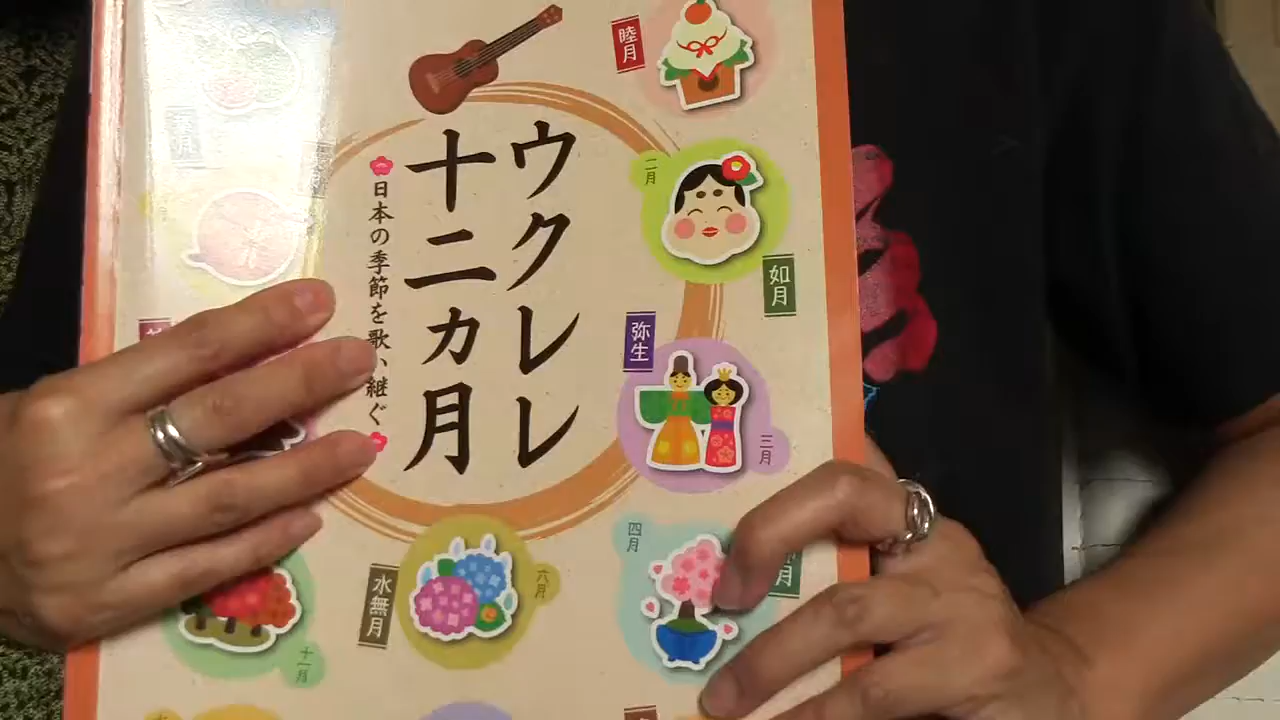 ウクレレ
十二ヵ月
日本の季節を歌い継ぐ
睦月
二月
如月
弥生
三月
四月
水無月
六月
十一月